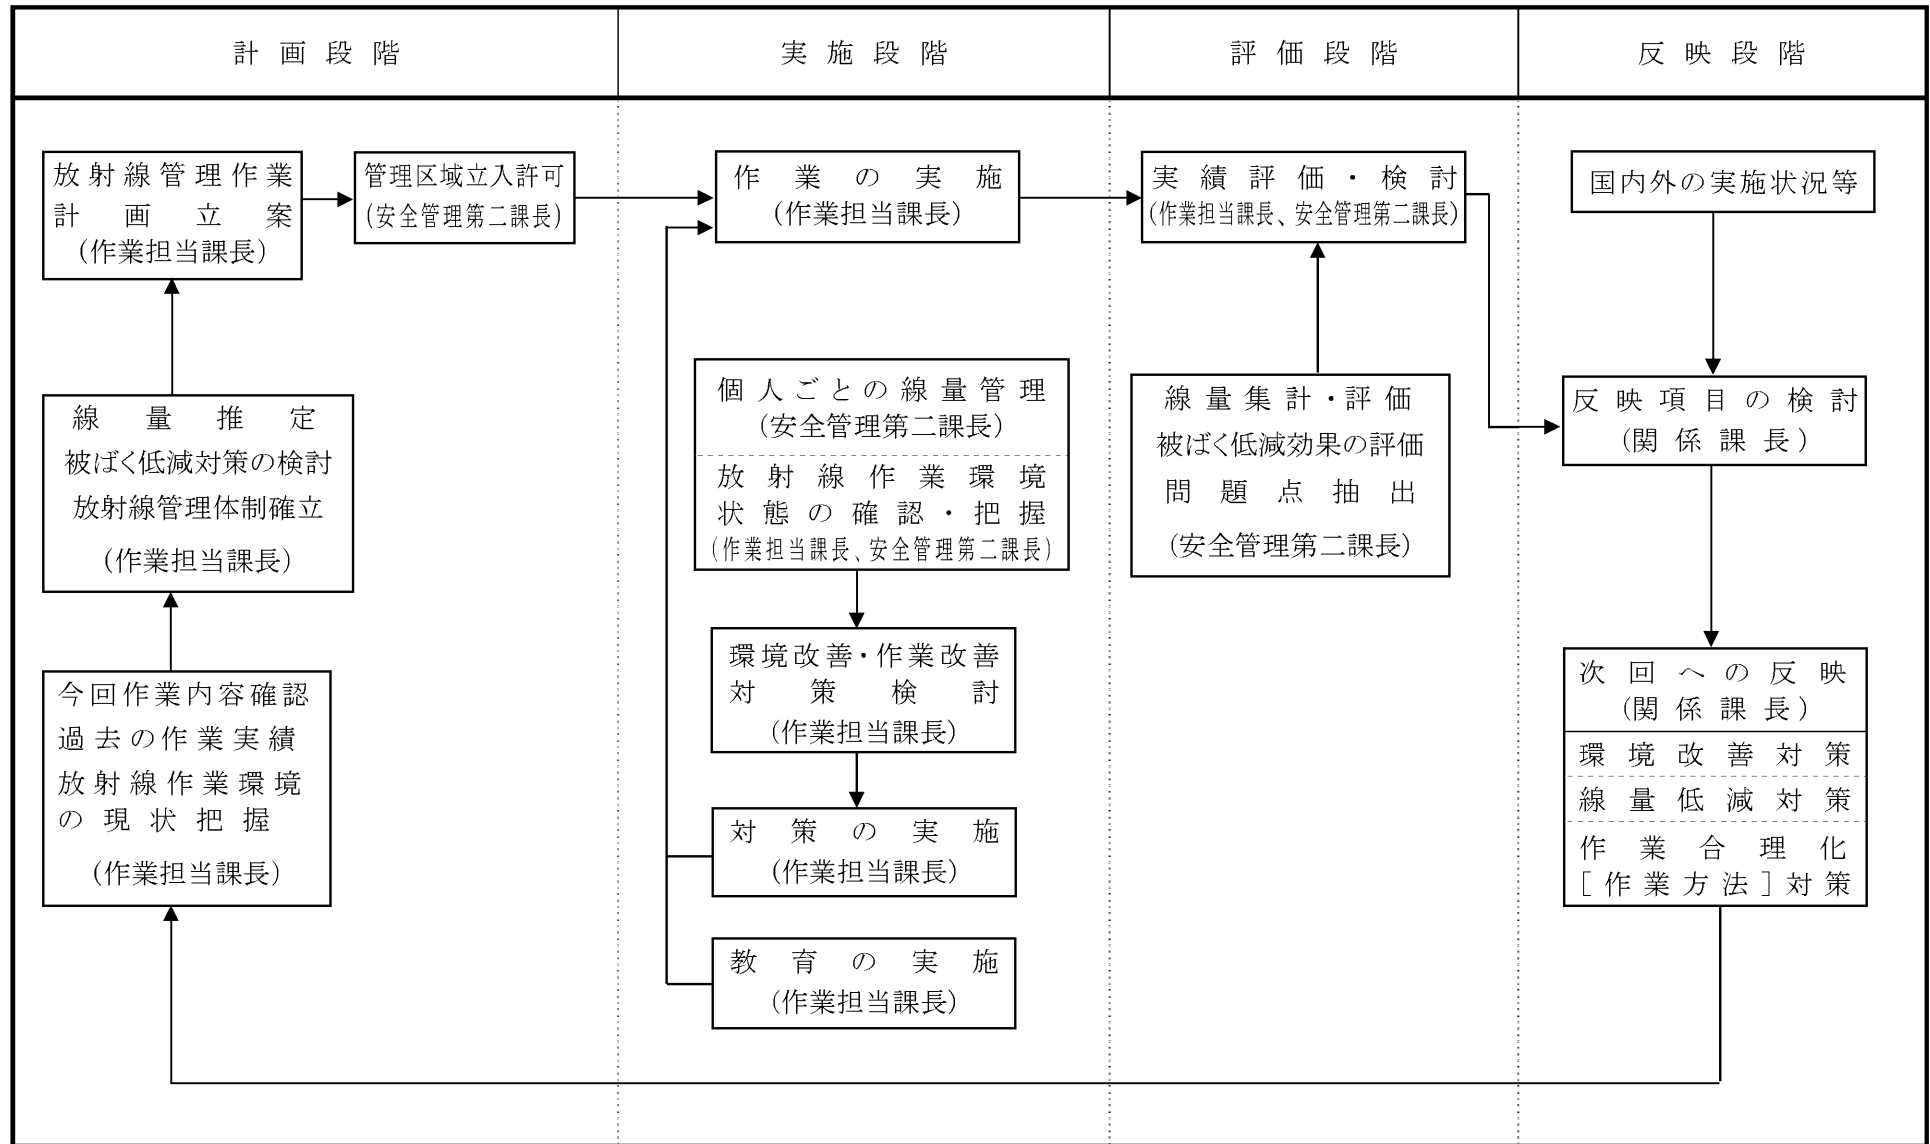 計画段階
実施段階
評価段階
反映段階
放射線管理作業
計画立案
(作業担当課長)
管理区域立入許可
(安全管理第二課長)
線量推定
被ばく低減対策の検討
放射線管理体制確立
(作業担当課長)
今回作業内容確認
過去の作業実績
放射線作業環境
の現状把握
(作業担当課長)
作業の実施
(作業担当課長)
個人ごとの線量管理
(安全管理第二課長)
放射線作業環境
状態の確認・把握
(作業担当課長、安全管理第二課長)
環境改善・作業改善
対策検討
(作業担当課長)
対策の実施
(作業担当課長)
教育の実施
(作業担当課長)
実績評価・検討
(作業担当課長、安全管理第二課長)
線量集計・評価
被ばく低減効果の評価
問題点抽出
(安全管理第二課長)
国内外の実施状況等
反映項目の検討
(関係課長)
次回への反映
(関係課長)
環境改善対策
線量低減対策
作業合理化
[作業方法]対策